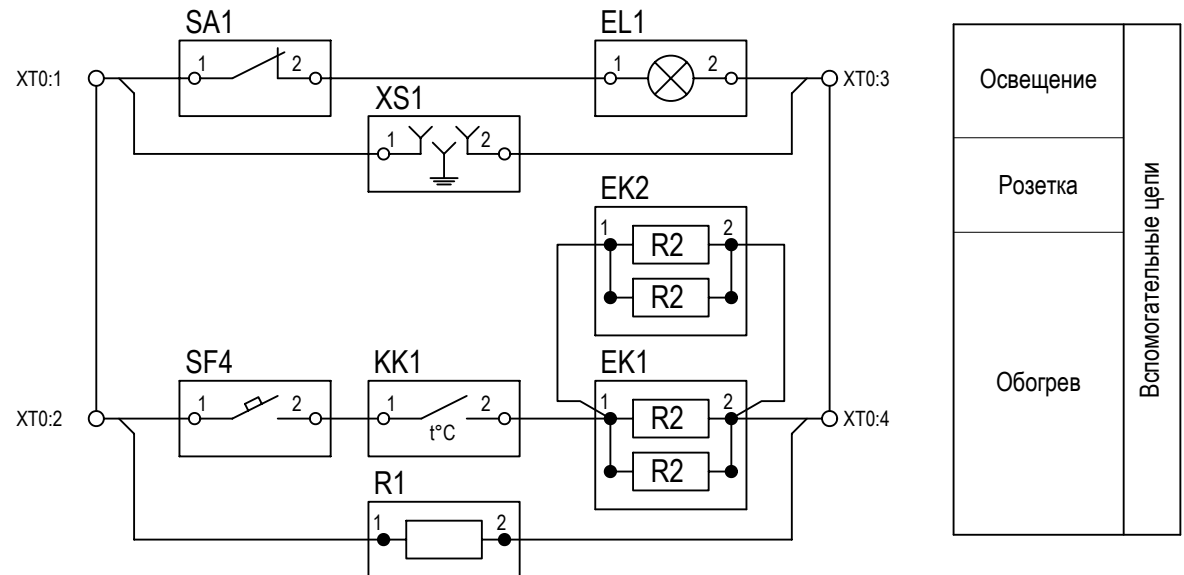 SA1
EL1
XT0:1
1
2
1
2
XT0:3
XS1
1
2
EK2
1
2
R2
R2
SF4
KK1
EK1
XT0:2
1
2
1
2
t°C
1
2
R2
R2
XT0:4
R1
1
2
Освещение
Розетка
Обогрев
Вспомогательные цепи